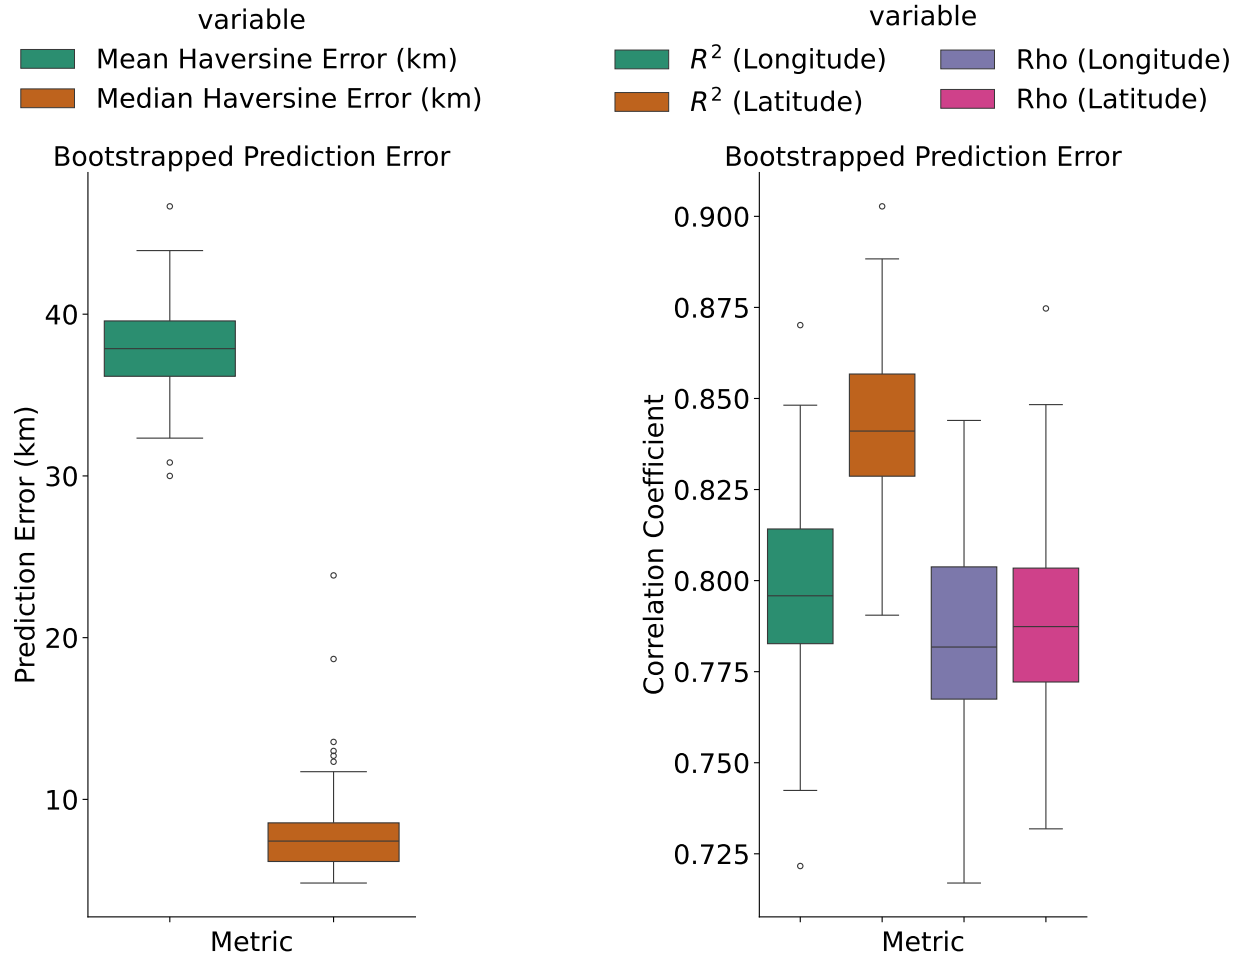 variable
Mean Haversine Error (km)
Median Haversine Error (km)
Bootstrapped Prediction Error
Prediction Error (km)
40
30
20
10
Metric
variable
R² (Longitude)
R² (Latitude)
Rho (Longitude)
Rho (Latitude)
Bootstrapped Prediction Error
Correlation Coefficient
0.900
0.875
0.850
0.825
0.800
0.775
0.750
0.725
Metric